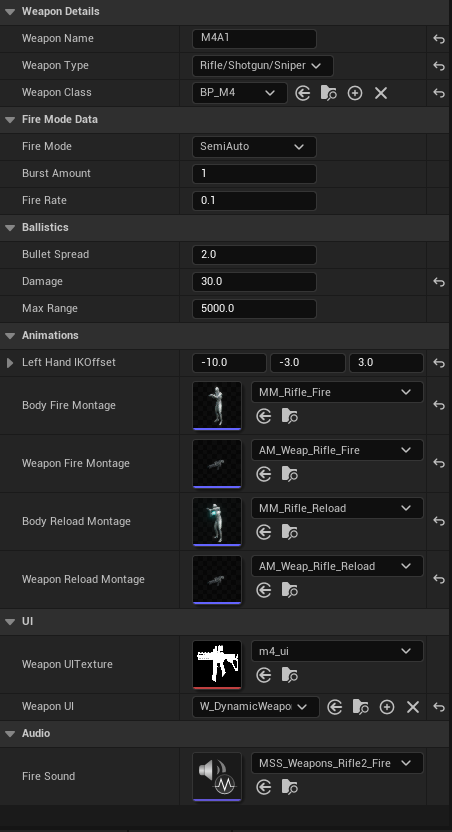 Weapon Details
Weapon Name M4A1
Weapon Type Rifle/Shotgun/Sniper
Weapon Class BP_M4
Fire Mode Data
Fire Mode SemiAuto
Burst Amount 1
Fire Rate 0.1
Ballistics
Bullet Spread 2.0
Damage 30.0
Max Range 5000.0
Animations
Left Hand IKOffset -10.0 -3.0 3.0
Body Fire Montage MM_Rifle_Fire
Weapon Fire Montage AM_Weap_Rifle_Fire
Body Reload Montage MM_Rifle_Reload
Weapon Reload Montage AM_Weap_Rifle_Reload
UI
Weapon UITexture m4_ui
Weapon UI W_DynamicWeapo
Audio
Fire Sound MSS_Weapons_Rifle2_Fire